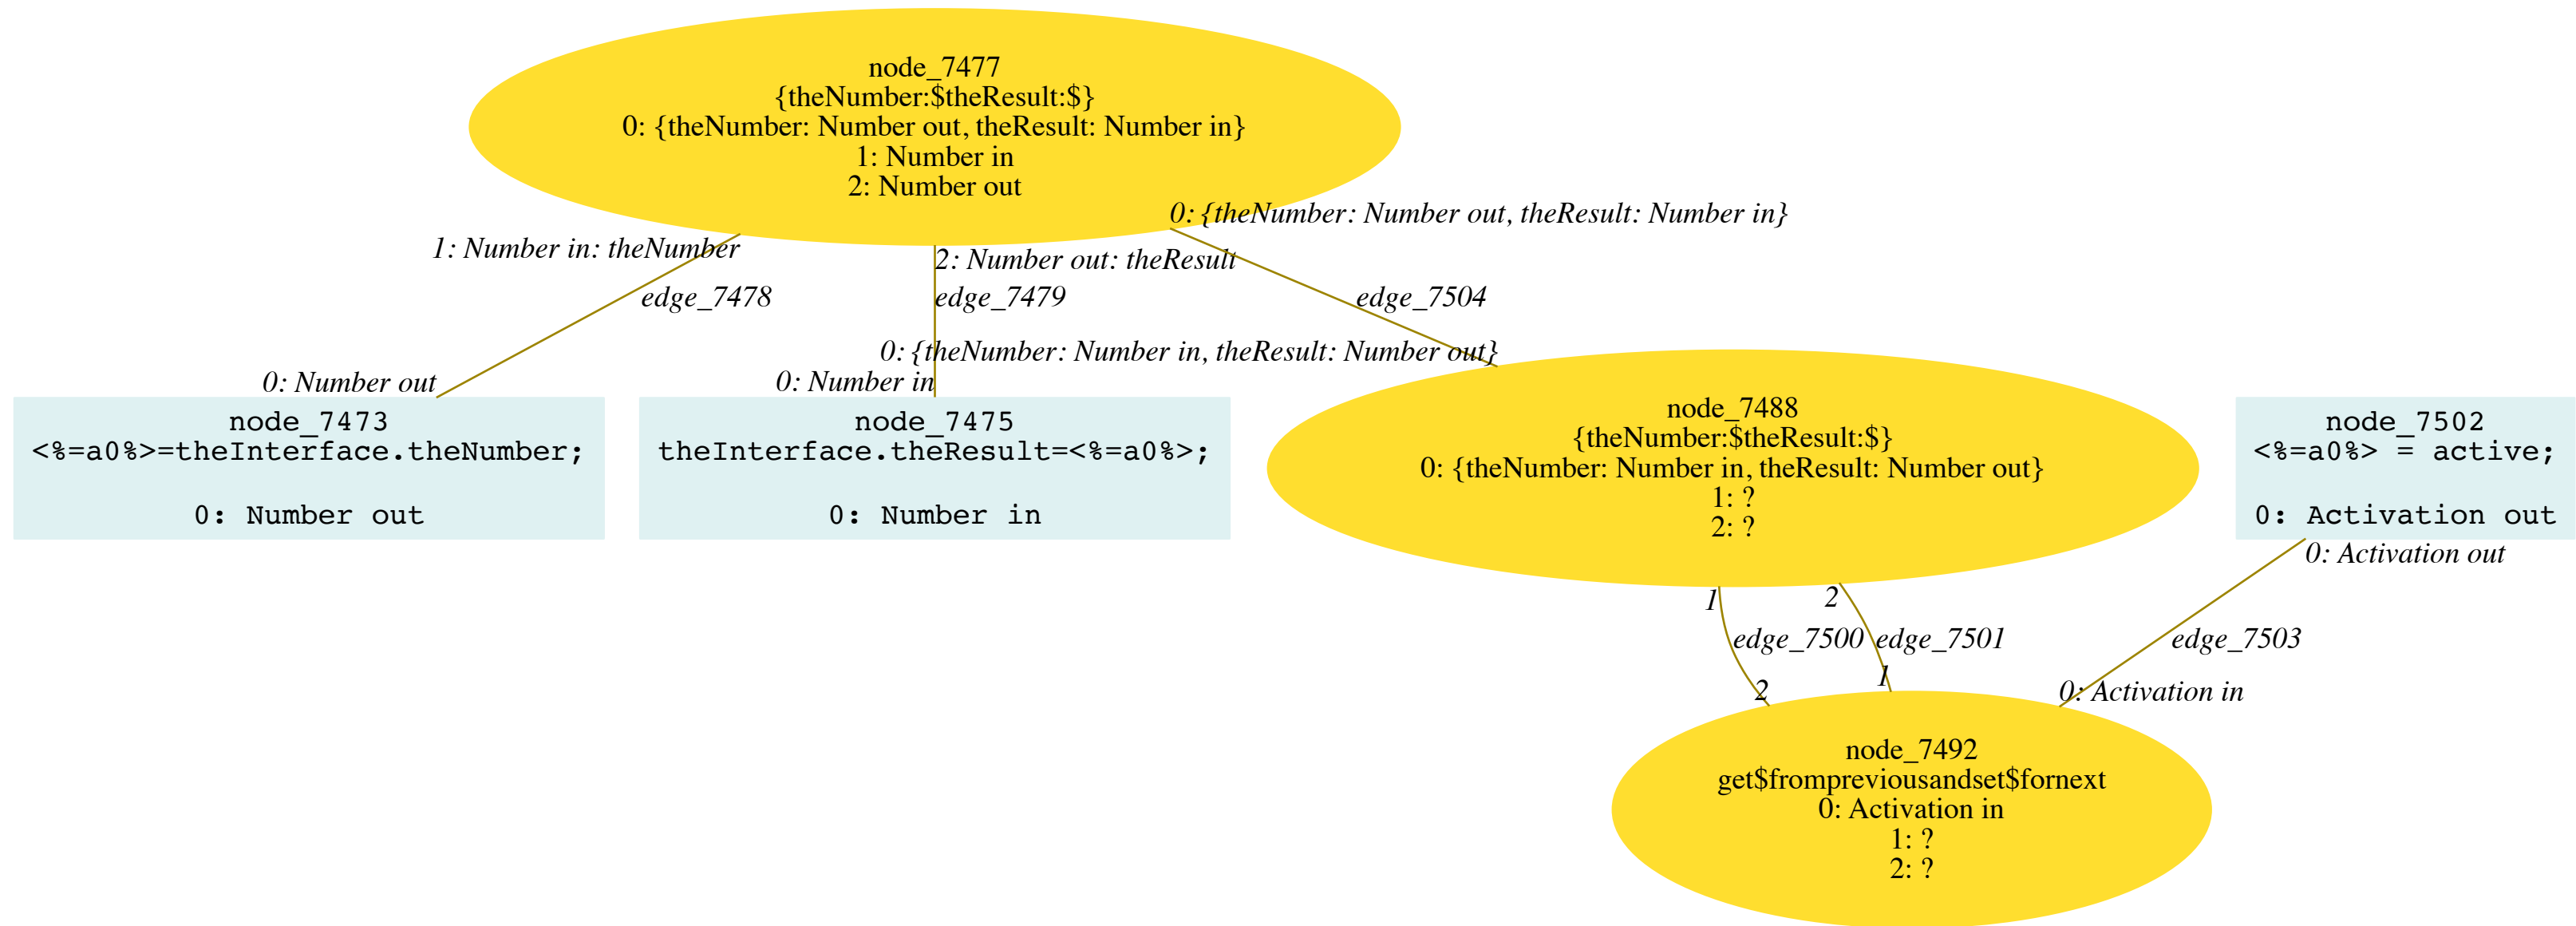 node_7477
{theNumber:$theResult:$}
0: {theNumber: Number out, theResult: Number in}
1: Number in
2: Number out
0: {theNumber: Number out, theResult: Number in}
1: Number in: theNumber
2: Number out: theResult
edge_7478
edge_7479
edge_7504
0: {theNumber: Number in, theResult: Number out}
0: Number out
0: Number in
node_7473
<%=a0%>=theInterface.theNumber;
0: Number out
node_7475
theInterface.theResult=<%=a0%>;
0: Number in
node_7488
{theNumber:$theResult:$}
0: {theNumber: Number in, theResult: Number out}
1: ?
2: ?
node_7502
<%=a0%> = active;
0: Activation out
0: Activation out
1
2
edge_7500
edge_7501
edge_7503
2
1
0: Activation in
node_7492
get$frompreviousandset$fornext
0: Activation in
1: ?
2: ?